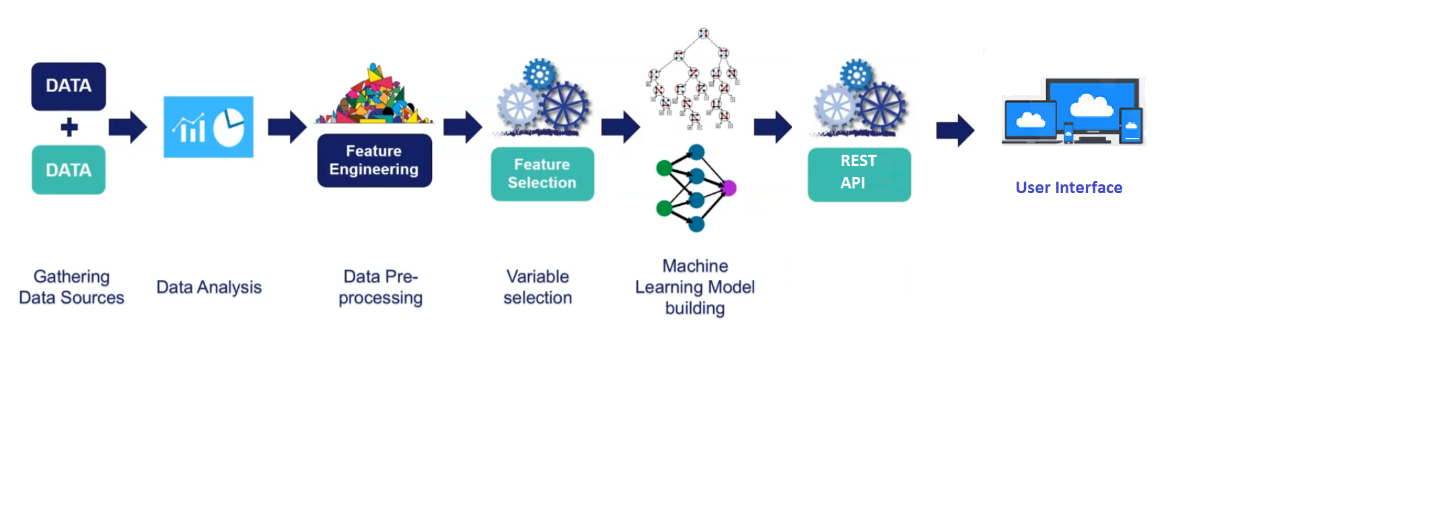 DATA
DATA
Feature
Engineering
Feature
Selection
REST
API
User Interface
Gathering
Data Sources
Data Analysis
Data Pre-
processing
Variable
selection
Machine
Learning Model
building